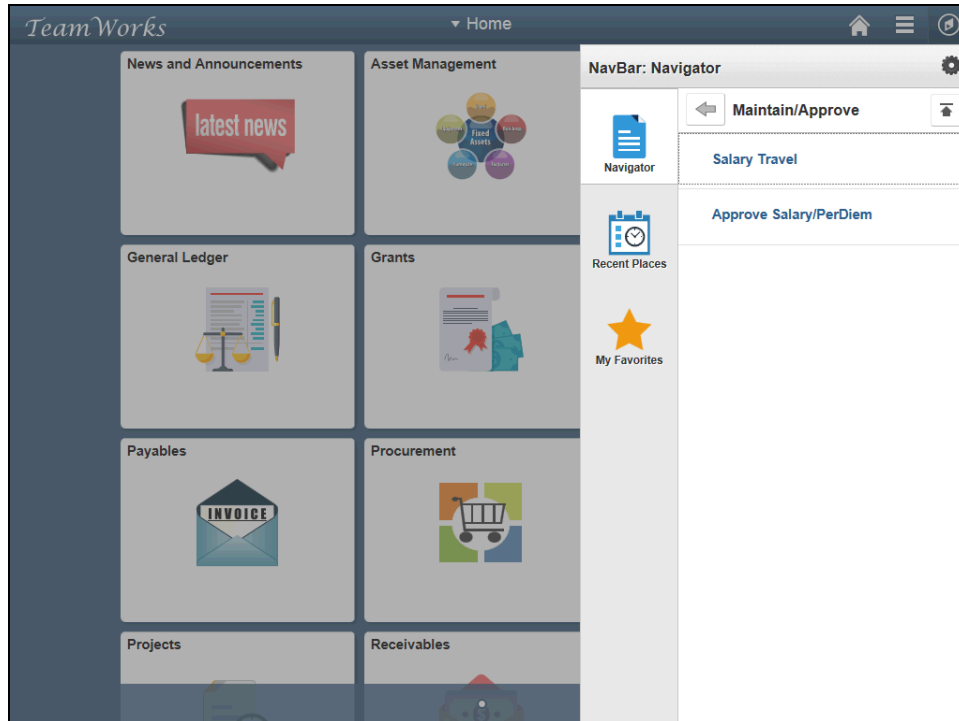 TeamWorks
Home
NavBar: Navigator
News and Announcements
latest news
Asset Management
Fixed
Assets
Navigator
Recent Places
My Favorites
Maintain/Approve
Salary Travel
Approve Salary/PerDiem
General Ledger
Grants
Payables
INVOICE
Procurement
Projects
Receivables